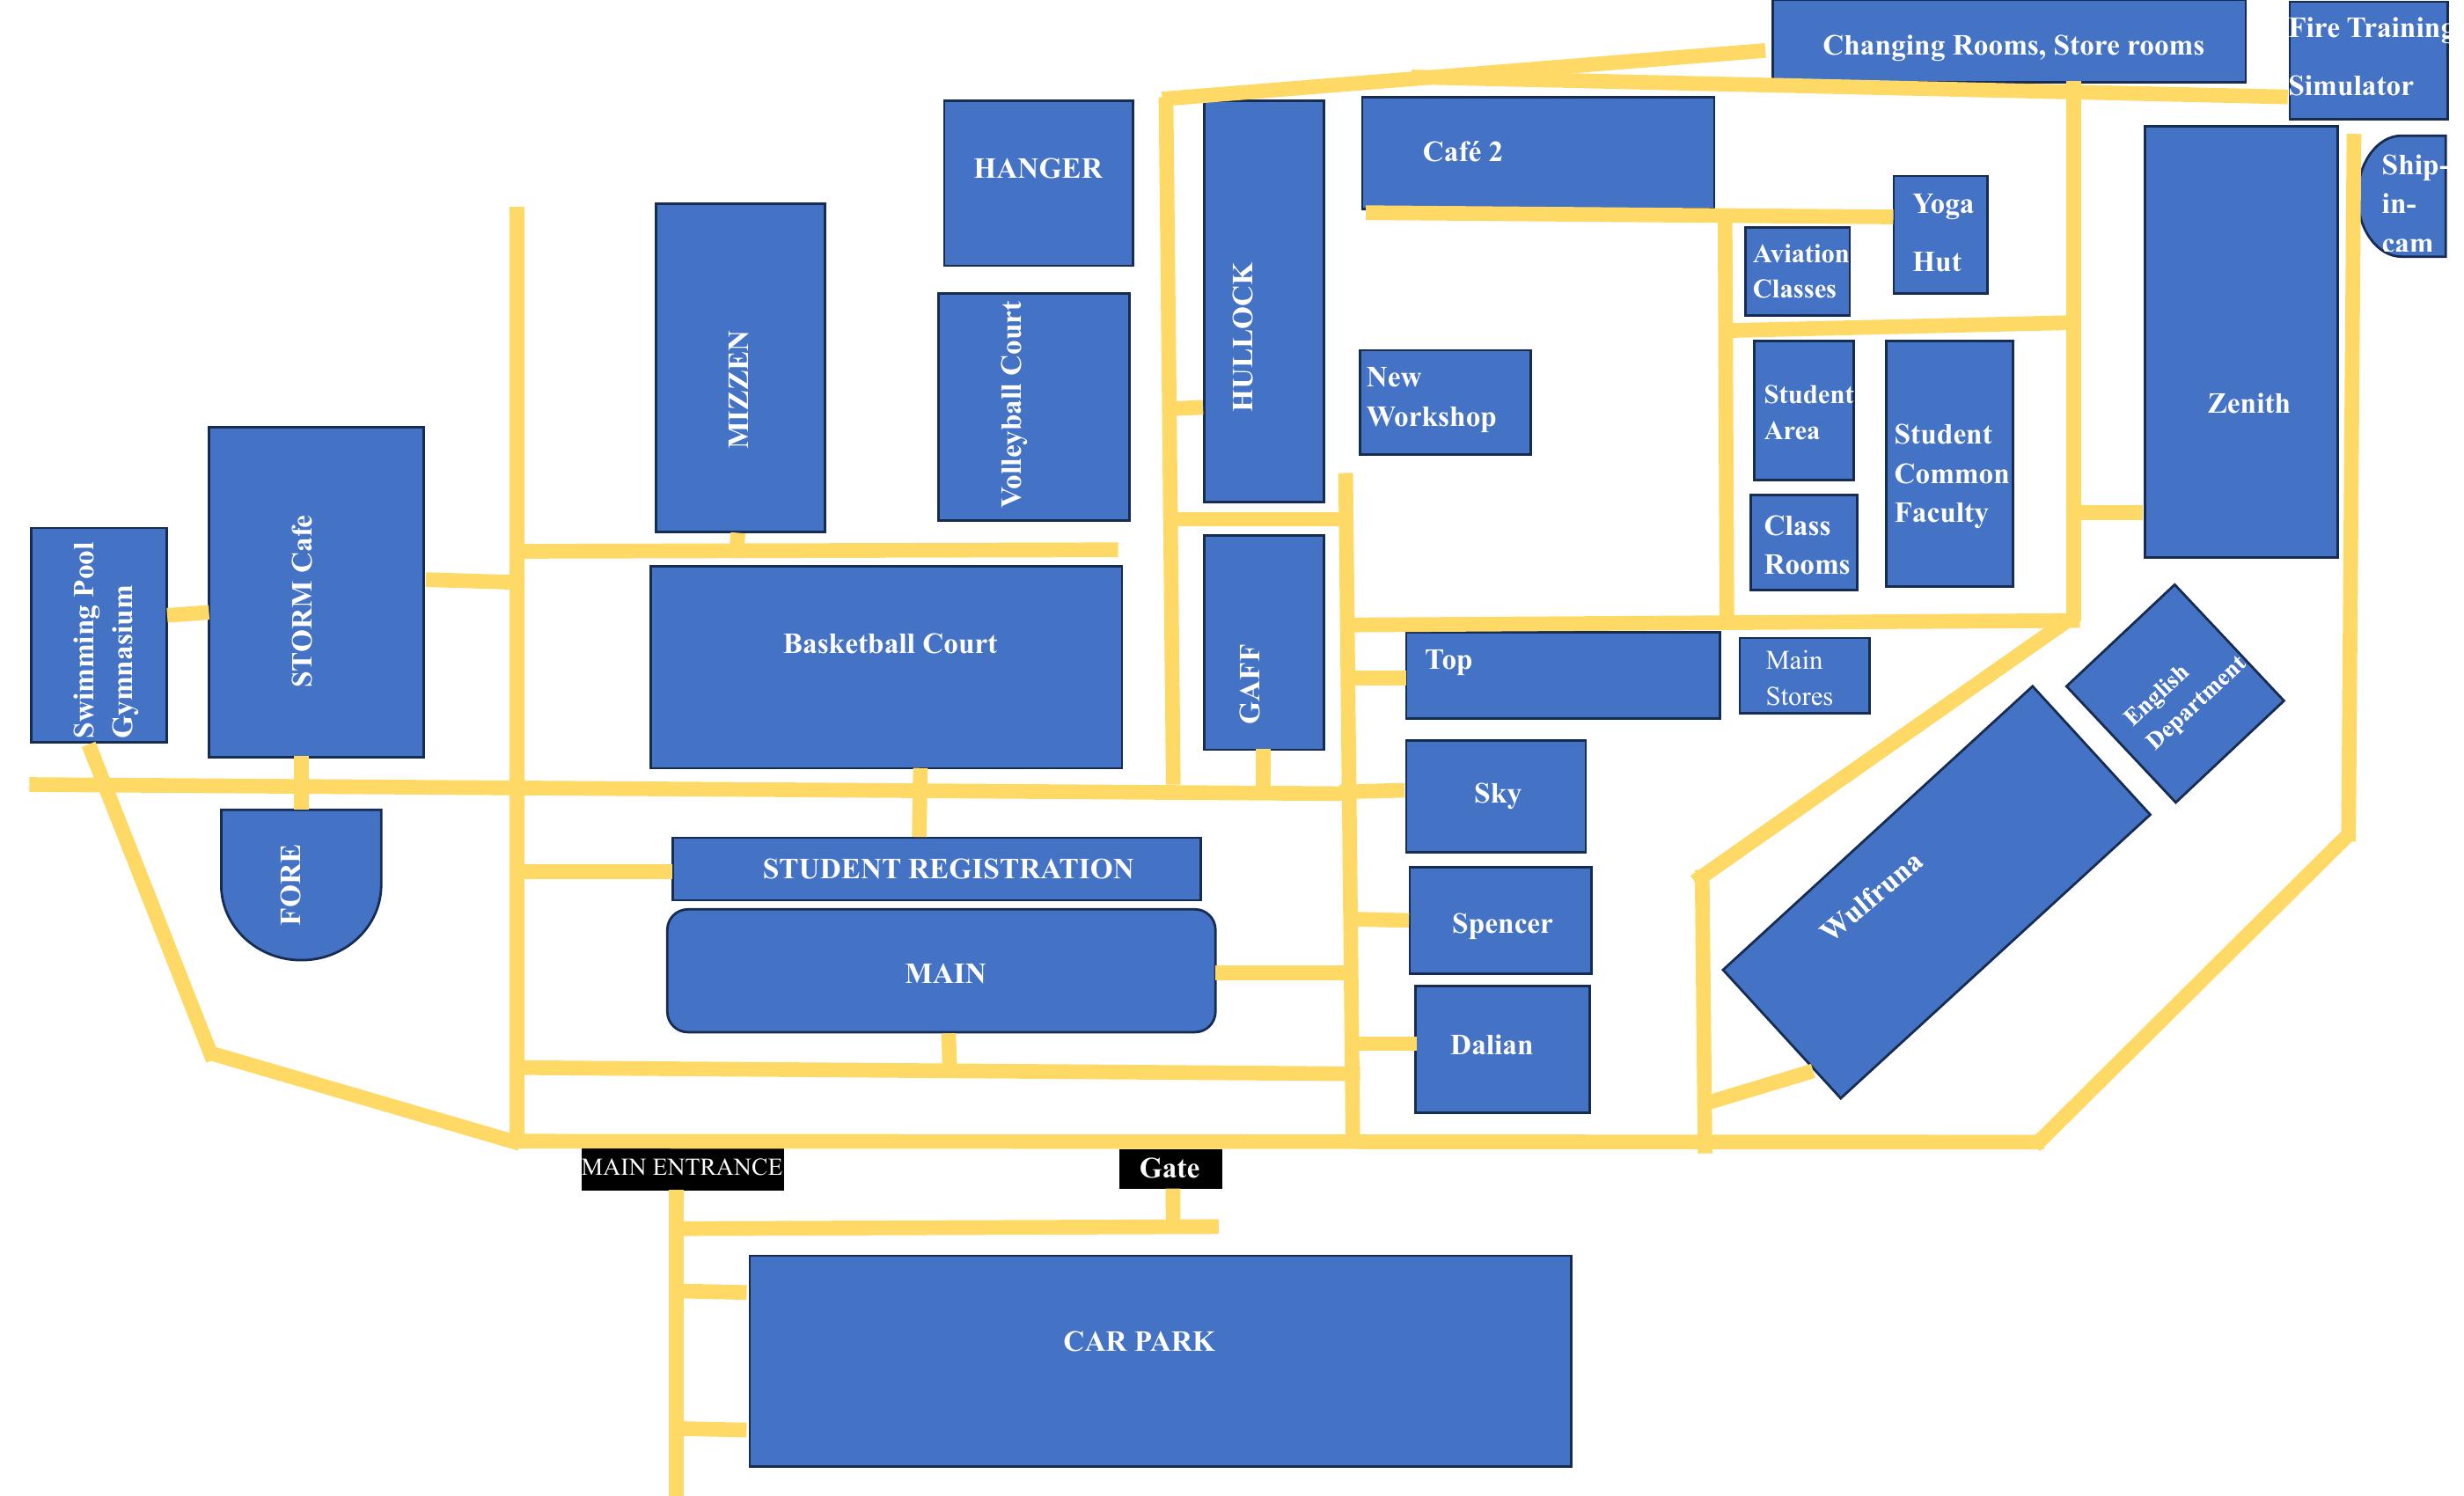 Changing Rooms, Store rooms
Fire Training
Simulator
HANGER
Café 2
Ship-
in-
cam
Yoga
Hut
Aviation
Classes
MIZZEN
Volleyball Court
HULLOCK
New
Workshop
Student
Area
Student
Common
Faculty
Zenith
Class
Rooms
Swimming Pool
Gymnasium
STORM Cafe
Basketball Court
GAFF
Top
Main
Stores
English
Department
Sky
FORE
STUDENT REGISTRATION
Spencer
Wulfruna
MAIN
Dalian
MAIN ENTRANCE
Gate
CAR PARK